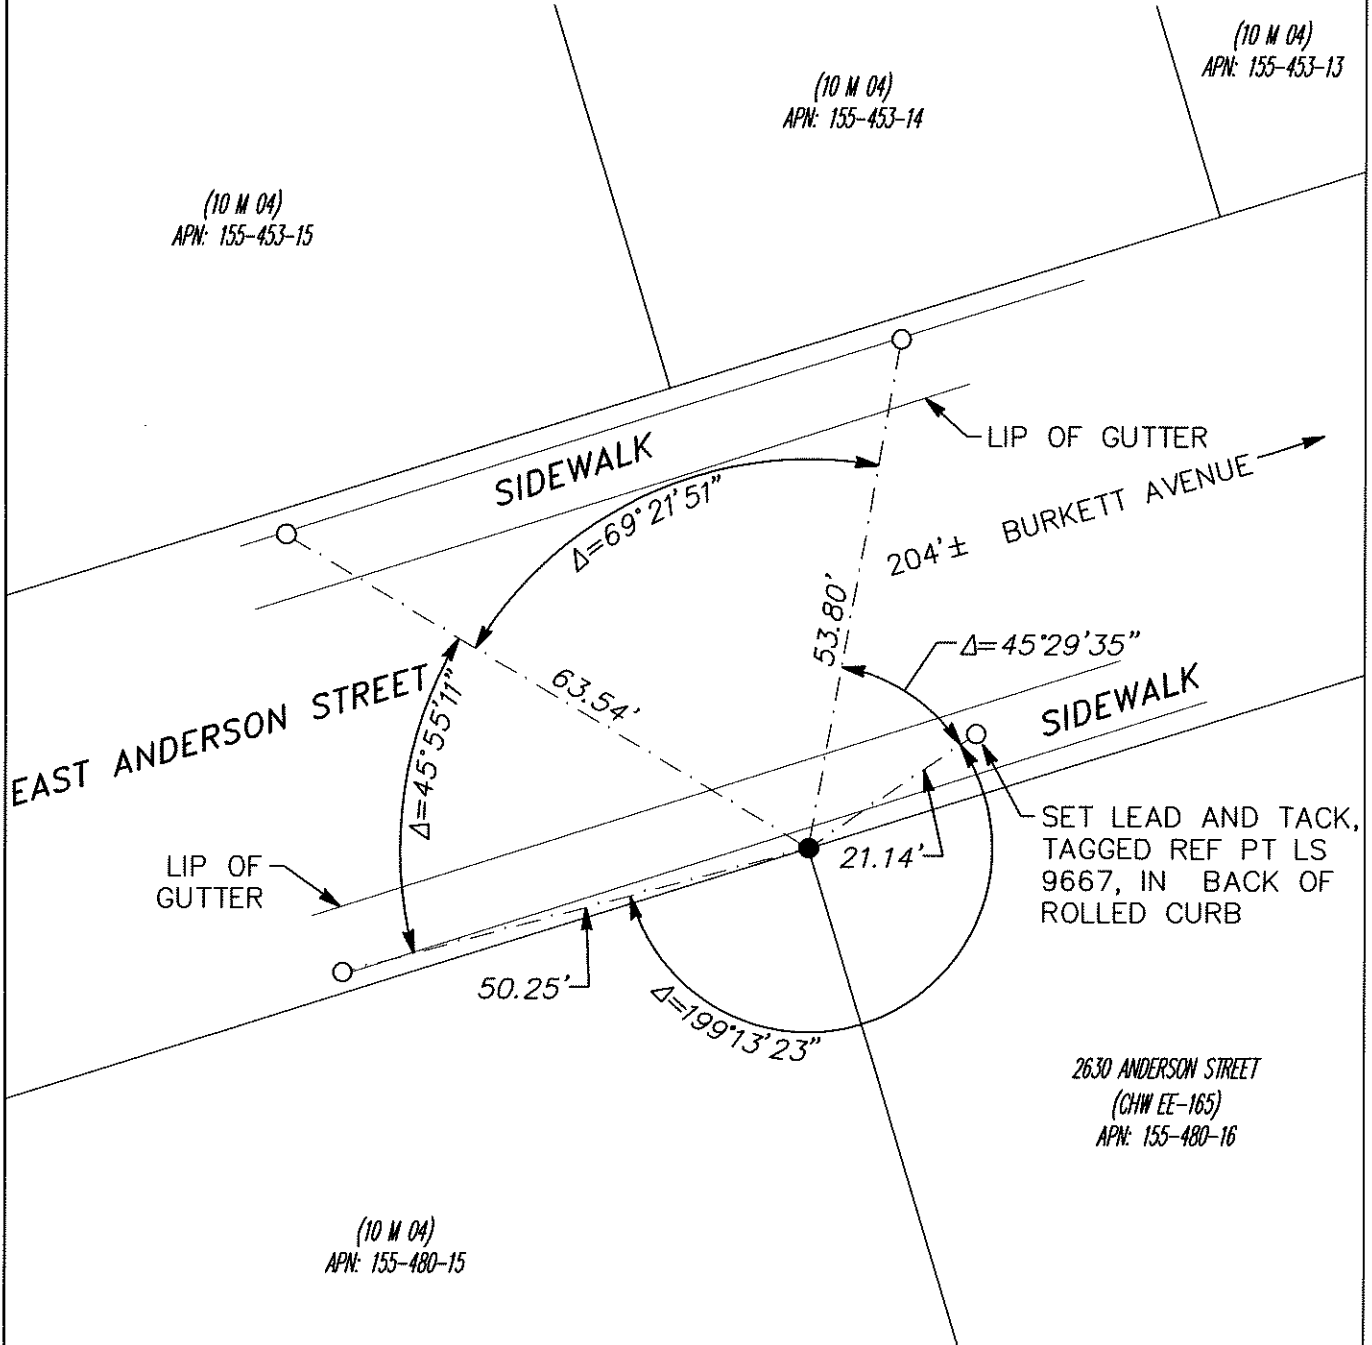 (10 M 04)
APN: 155-453-13
(10 M 04)
APN: 155-453-14
(10 M 04)
APN: 155-453-15
SIDEWALK
LIP OF GUTTER
204'± BURKETT AVENUE
Δ=69°21'51"
53.80'
Δ=45°29'35"
63.54'
EAST ANDERSON STREET
Δ=45°55'11"
SIDEWALK
LIP OF
GUTTER
21.14'
SET LEAD AND TACK,
TAGGED REF PT LS
9667, IN BACK OF
ROLLED CURB
50.25'
Δ=199°13'23"
2630 ANDERSON STREET
(CHW EE-165)
APN: 155-480-16
(10 M 04)
APN: 155-480-15